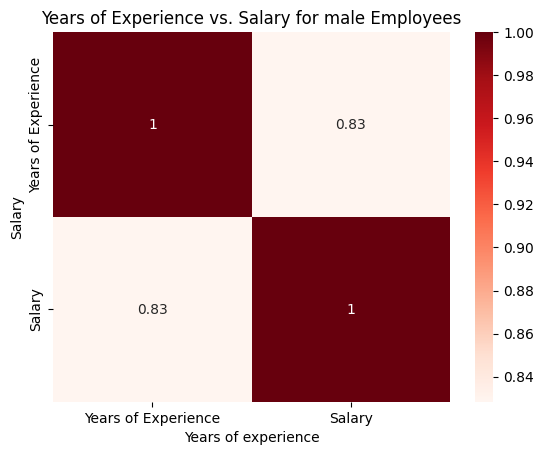 Years of Experience vs. Salary for male Employees
Salary
Years of Experience
Salary
1
0.83
0.83
1
Years of Experience
Salary
Years of experience
1.00
0.98
0.96
0.94
0.92
0.90
0.88
0.86
0.84